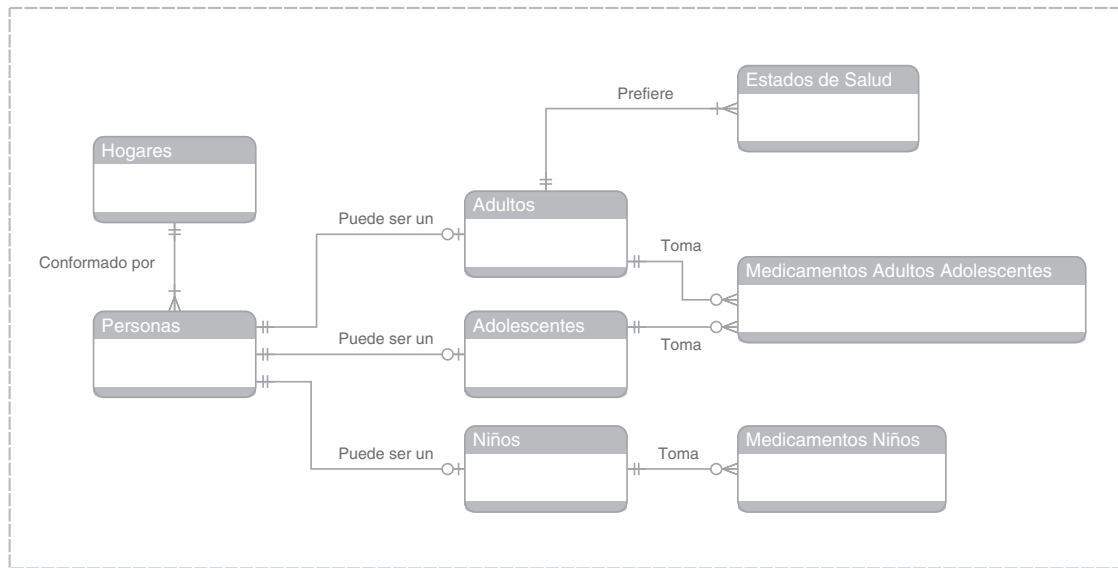 Estados de Salud
Prefiere
Hogares
Adultos
Puede ser un
Toma
Conformado por
Medicamentos Adultos Adolescentes
Personas
Adolescentes
Puede ser un
Toma
Niños
Medicamentos Niños
Puede ser un
Toma